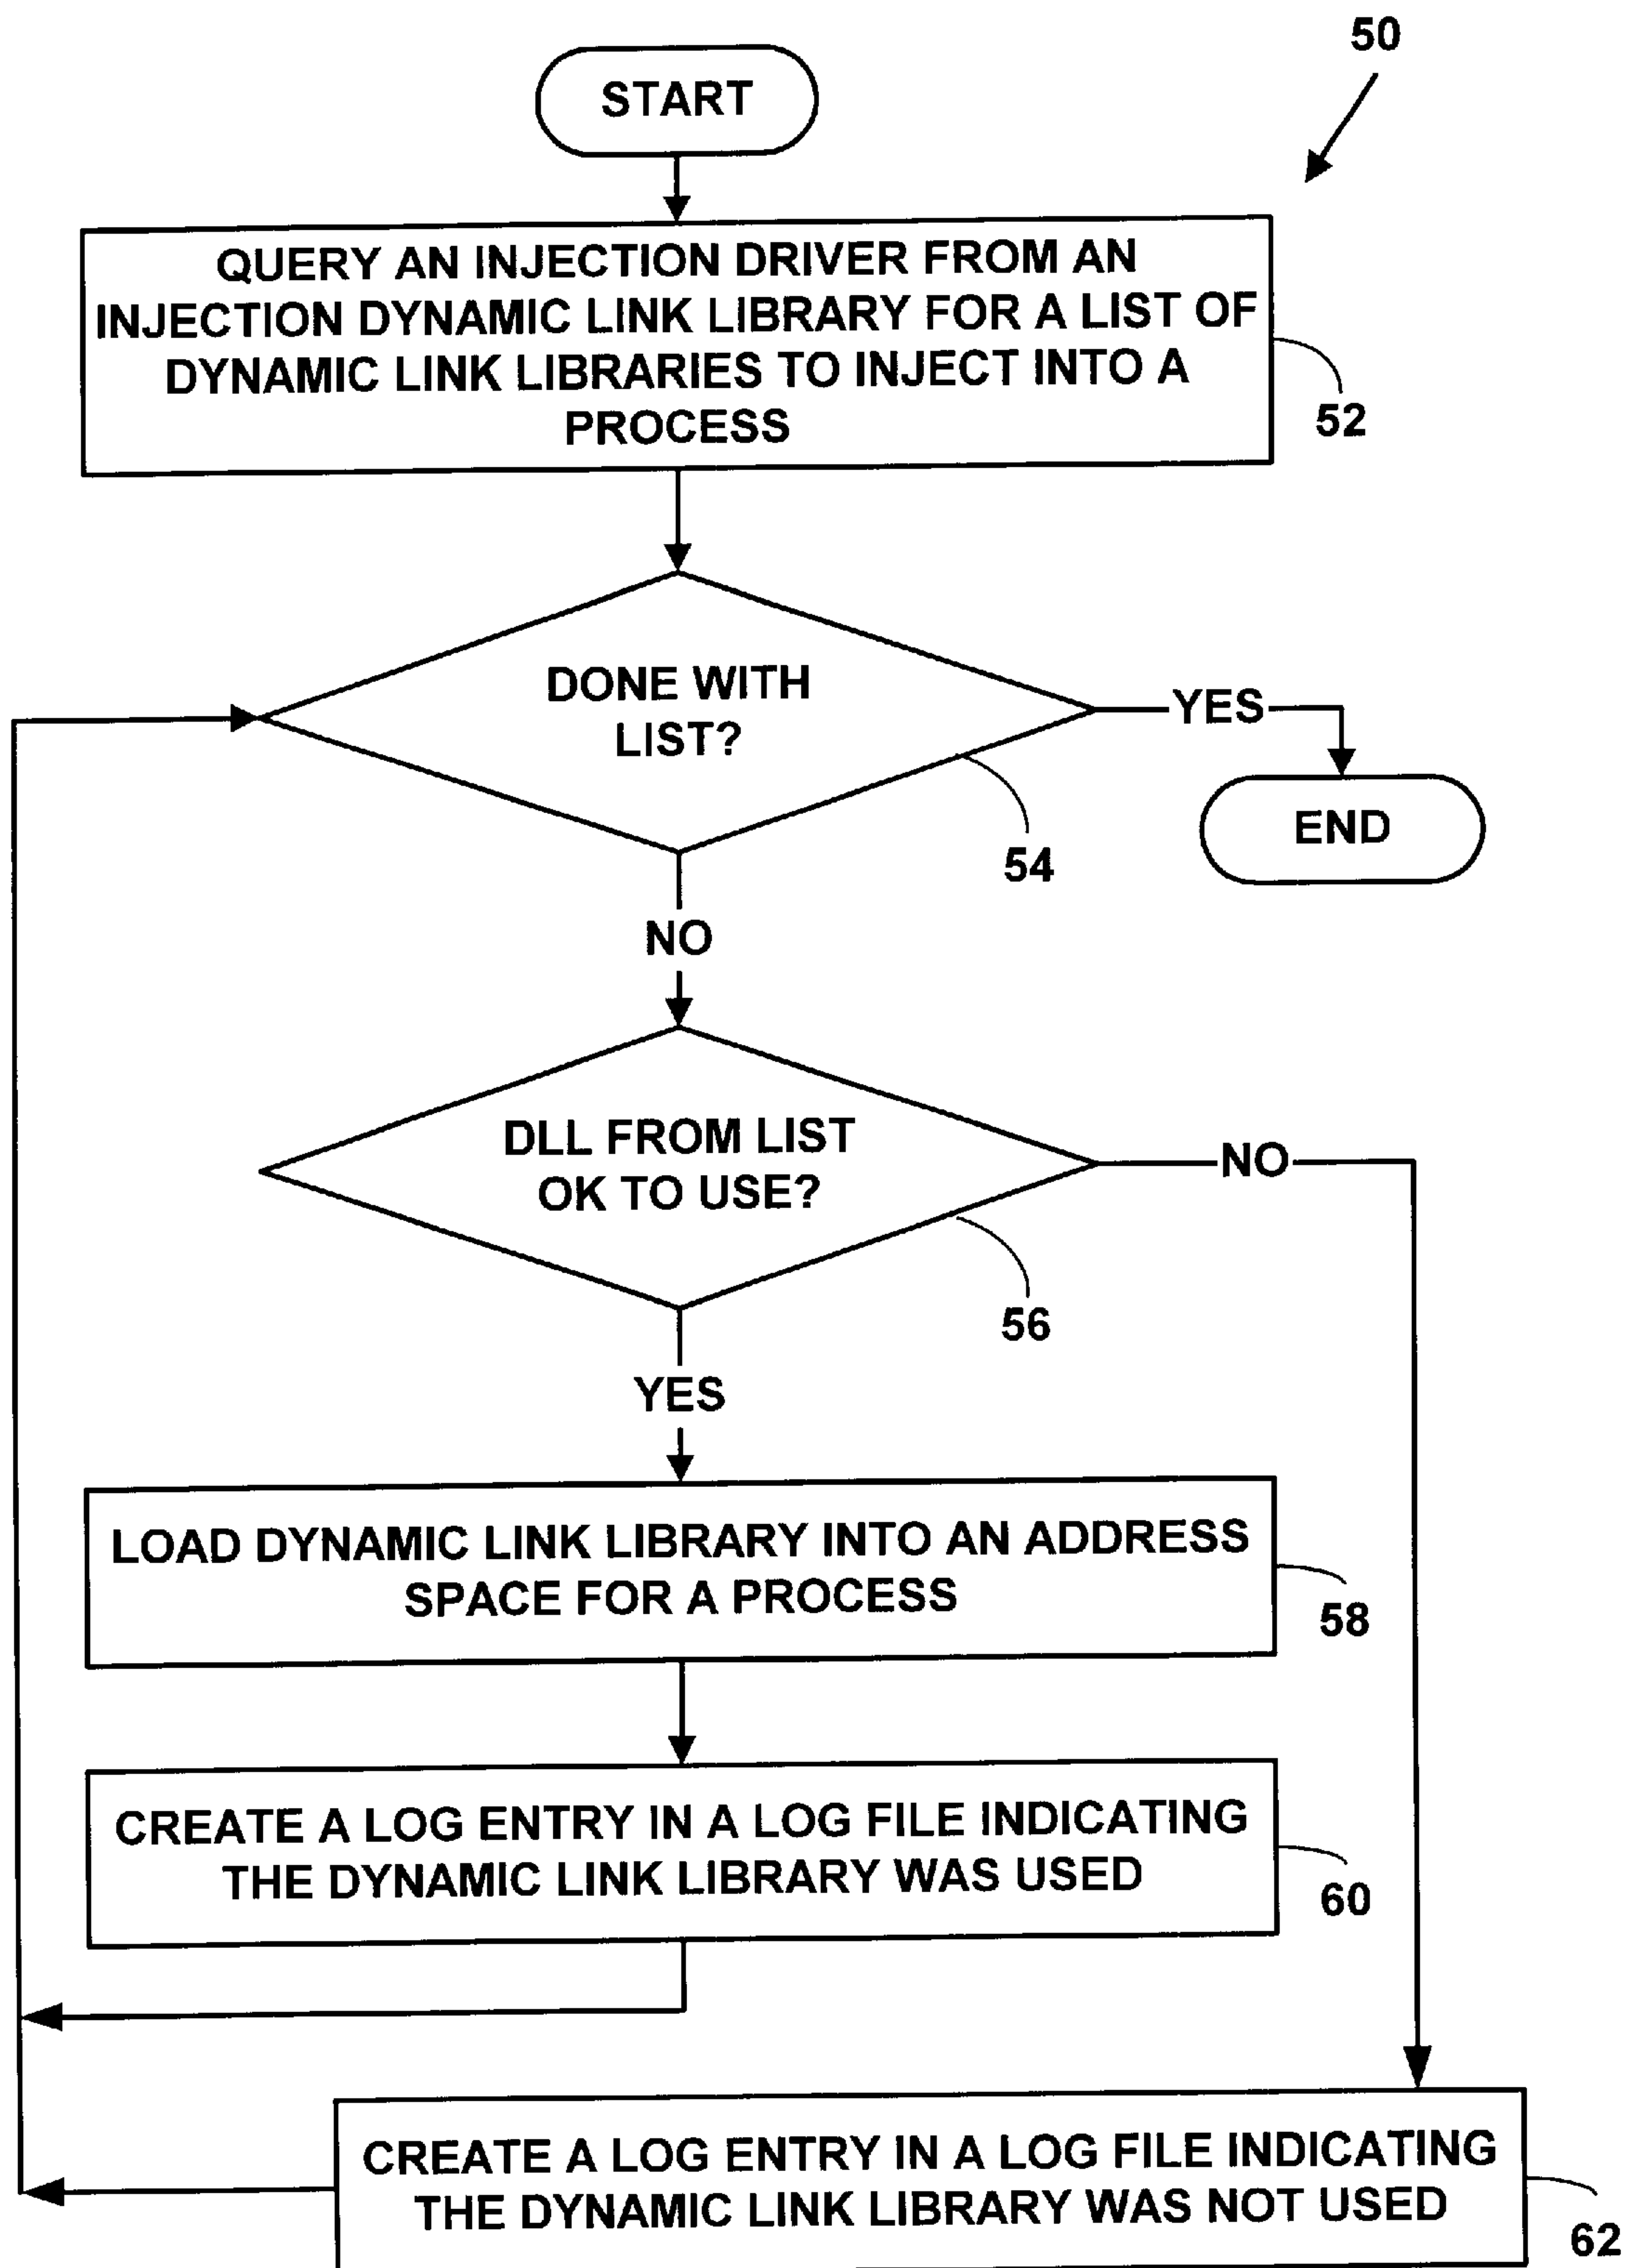 50
START
QUERY AN INJECTION DRIVER FROM AN
INJECTION DYNAMIC LINK LIBRARY FOR A LIST OF
DYNAMIC LINK LIBRARIES TO INJECT INTO A
PROCESS
52
DONE WITH
LIST?
YES
END
54
NO
DLL FROM LIST
OK TO USE?
NO
56
YES
LOAD DYNAMIC LINK LIBRARY INTO AN ADDRESS
SPACE FOR A PROCESS
58
CREATE A LOG ENTRY IN A LOG FILE INDICATING
THE DYNAMIC LINK LIBRARY WAS USED
60
CREATE A LOG ENTRY IN A LOG FILE INDICATING
THE DYNAMIC LINK LIBRARY WAS NOT USED
62